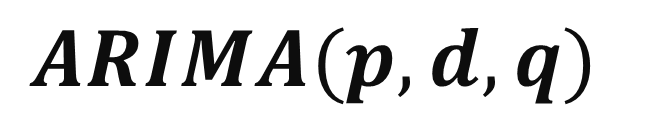 ARIMA(p, d, q)